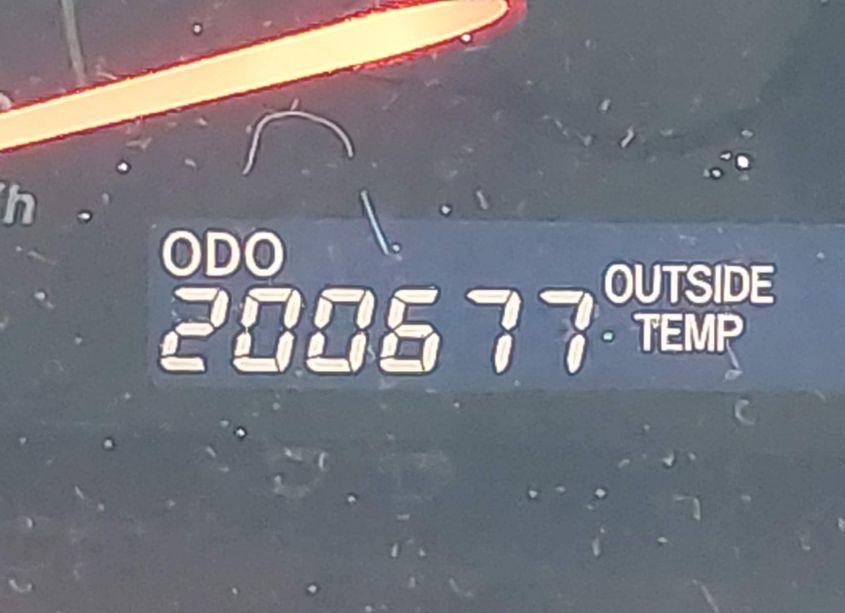 /h
ODO
200677
OUTSIDE
TEMP